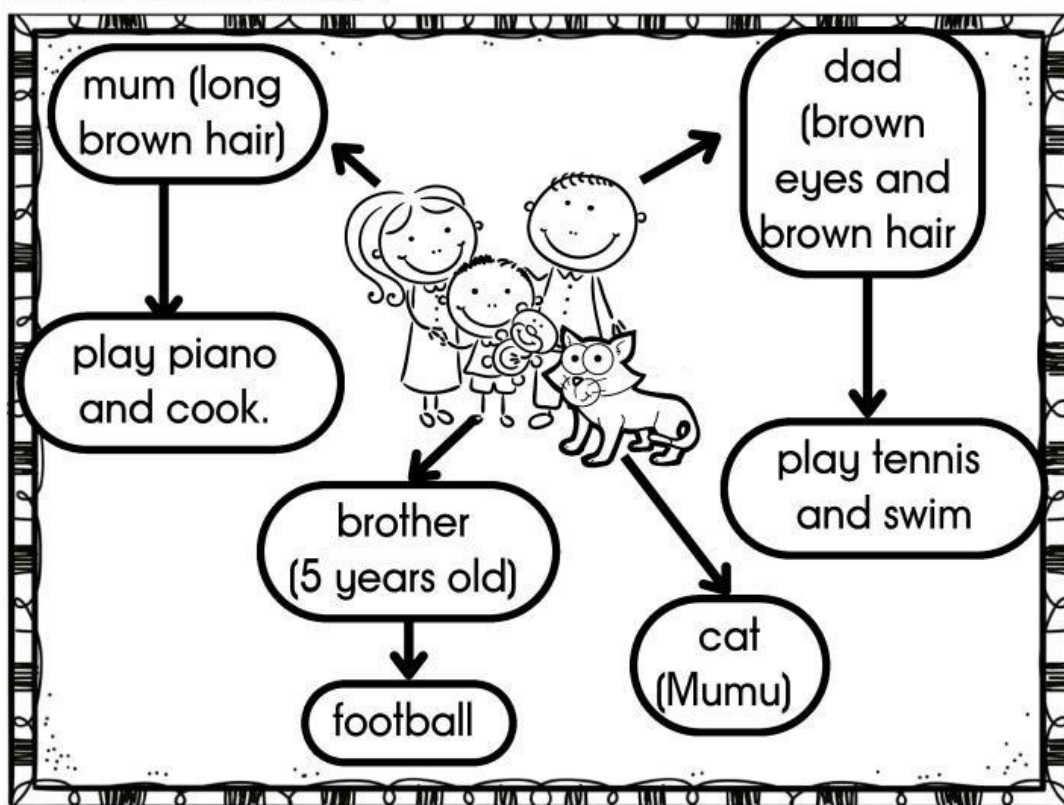 mum (long
brown hair)
play piano
and cook.
dad
(brown
eyes and
brown hair
play tennis
and swim
brother
(5 years old)
football
cat
(Mumu)